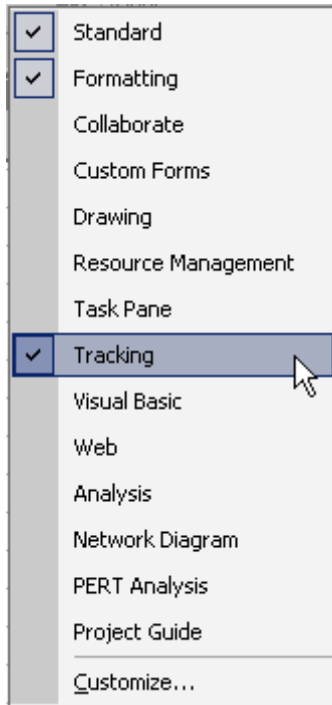 Standard
Formatting
Collaborate
Custom Forms
Drawing
Resource Management
Task Pane
Tracking
Visual Basic
Web
Analysis
Network Diagram
PERT Analysis
Project Guide
Customize...